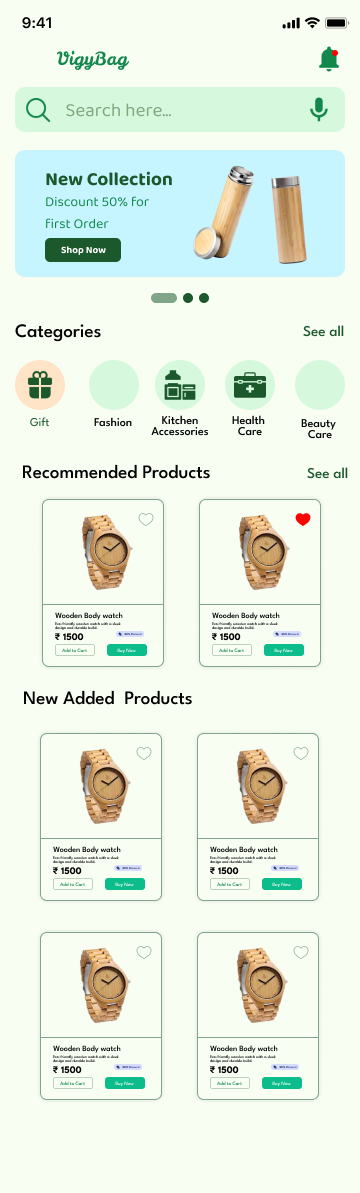 9:41
VigyBag
Search here...
New Collection
Discount 50% for
first Order
Shop Now
Categories
See all
Gift
Fashion
Kitchen
Accessories
Health
Care
Beauty
Care
Recommended Products
See all
Wooden Body watch
Eco-friendly wooden watch with a sleek
design and durable build.
₹ 1500
Add to Cart
Buy Now
Wooden Body watch
Eco-friendly wooden watch with a sleek
design and durable build.
₹ 1500
Add to Cart
Buy Now
New Added Products
Wooden Body watch
Eco-friendly wooden watch with a sleek
design and durable build.
₹ 1500
Add to Cart
Buy Now
Wooden Body watch
Eco-friendly wooden watch with a sleek
design and durable build.
₹ 1500
Add to Cart
Buy Now
Wooden Body watch
Eco-friendly wooden watch with a sleek
design and durable build.
₹ 1500
Add to Cart
Buy Now
Wooden Body watch
Eco-friendly wooden watch with a sleek
design and durable build.
₹ 1500
Add to Cart
Buy Now